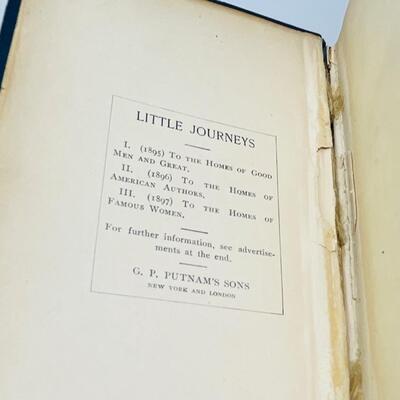 LITTLE JOURNEYS
I. (1895) To the Homes of Good
Men and Great.
II. (1896) To the Homes of
American Authors.
III. (1897) To the Homes of
Famous Women.
For further information, see advertise-
ments at the end.
G. P. PUTNAM'S SONS
NEW YORK AND LONDON